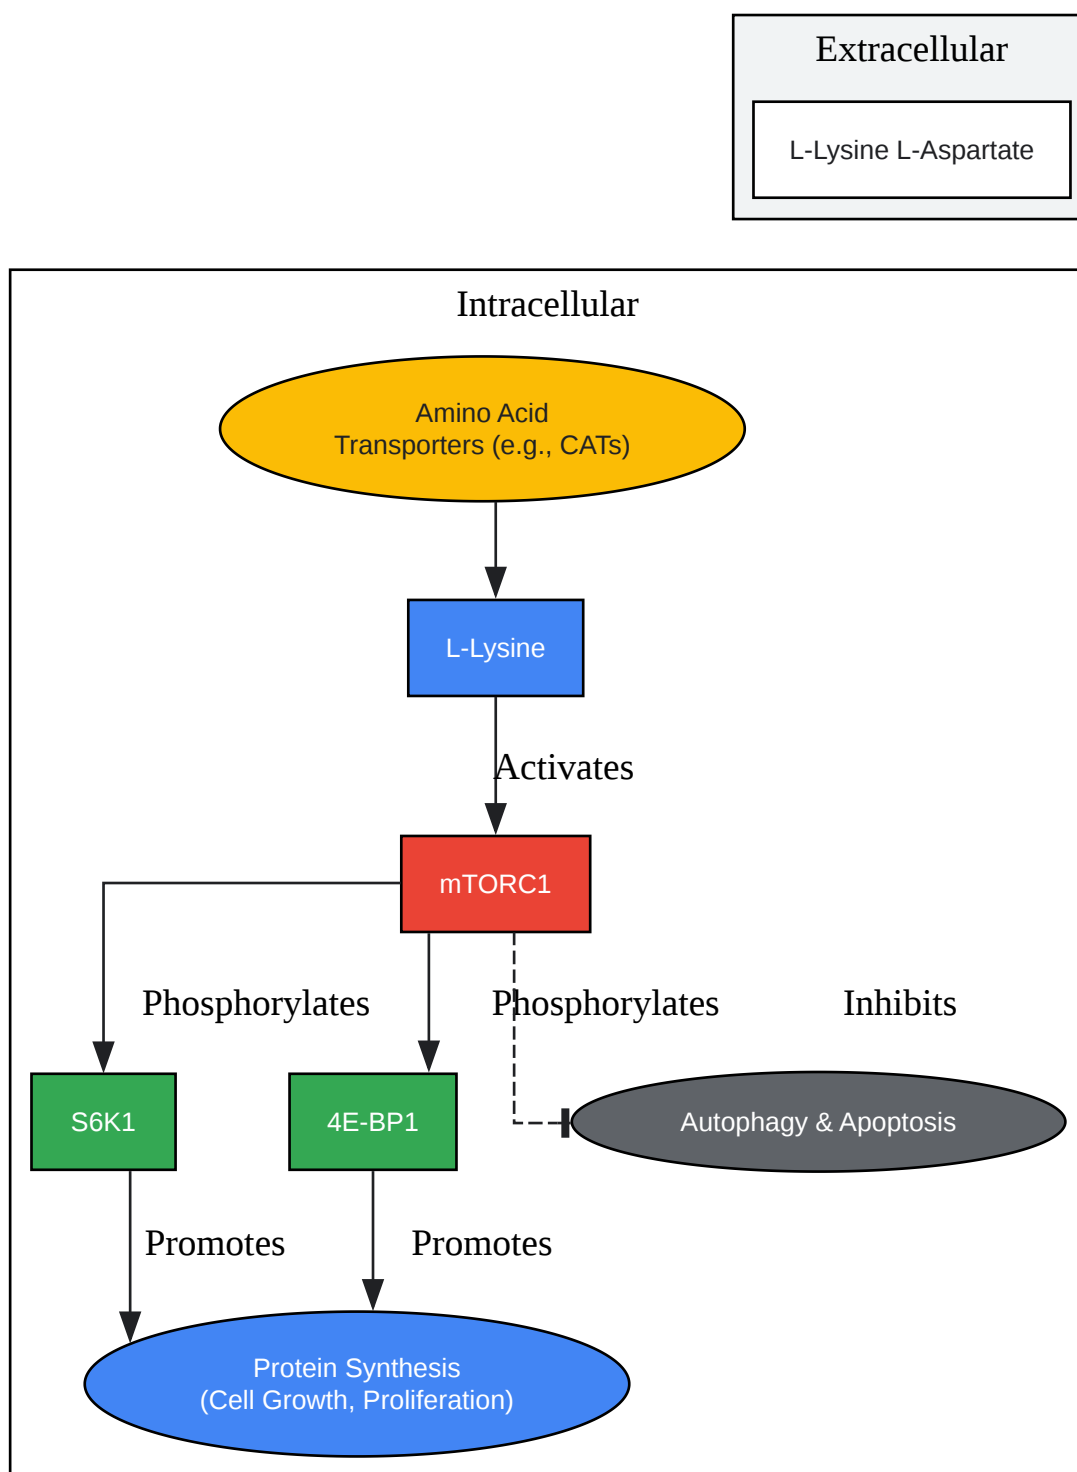 Extracellular
L-Lysine L-Aspartate
Intracellular
Amino Acid
Transporters (e.g., CATs)
L-Lysine
Activates
mTORC1
Phosphorylates
Phosphorylates
Inhibits
S6K1
4E-BP1
Autophagy & Apoptosis
Promotes
Promotes
Protein Synthesis
(Cell Growth, Proliferation)